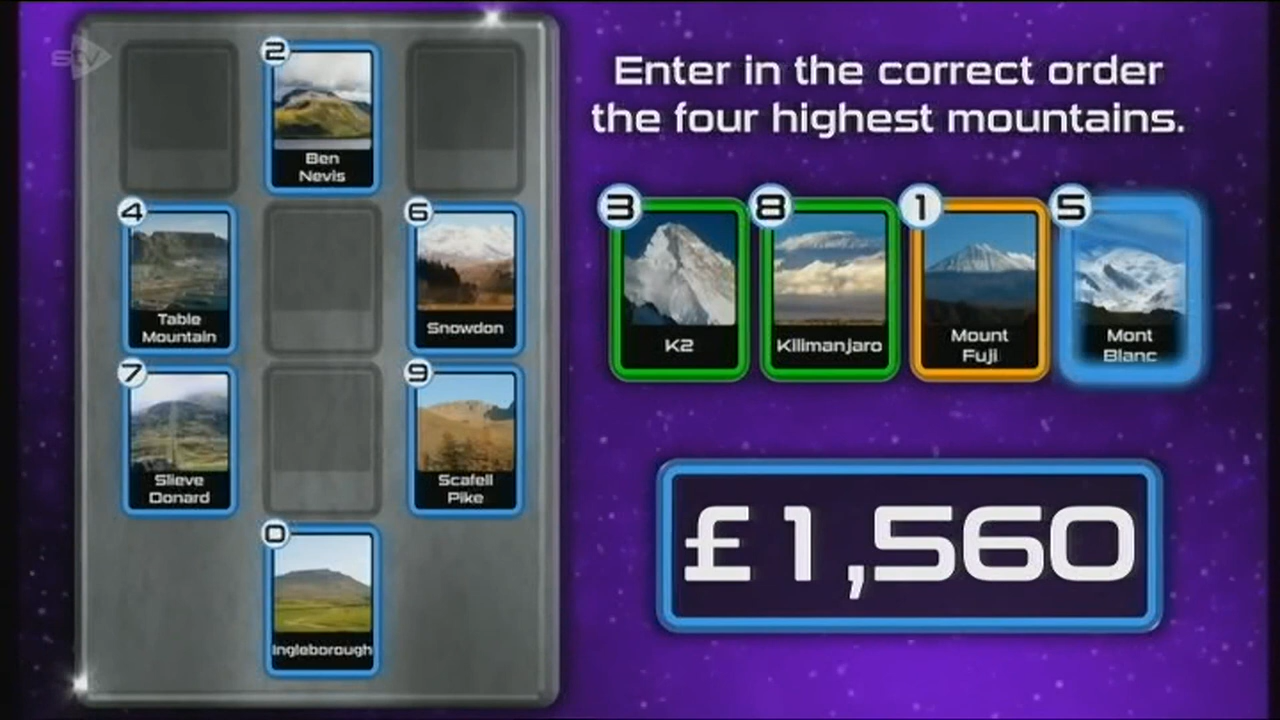 stv
Enter in the correct order
the four highest mountains.
2
Ben
Nevis
4
Table
Mountain
6
Snowdon
7
Slieve
Donard
9
Scafell
Pike
0
Ingleborough
3
K2
8
Kilimanjaro
1
Mount
Fuji
5
Mont
Blanc
£1,560